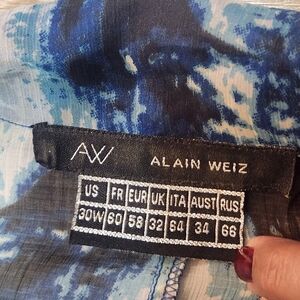 AW ALAIN WEIZ
US FR EUR UK ITA AUST RUS
30W 60 58 32 64 34 66